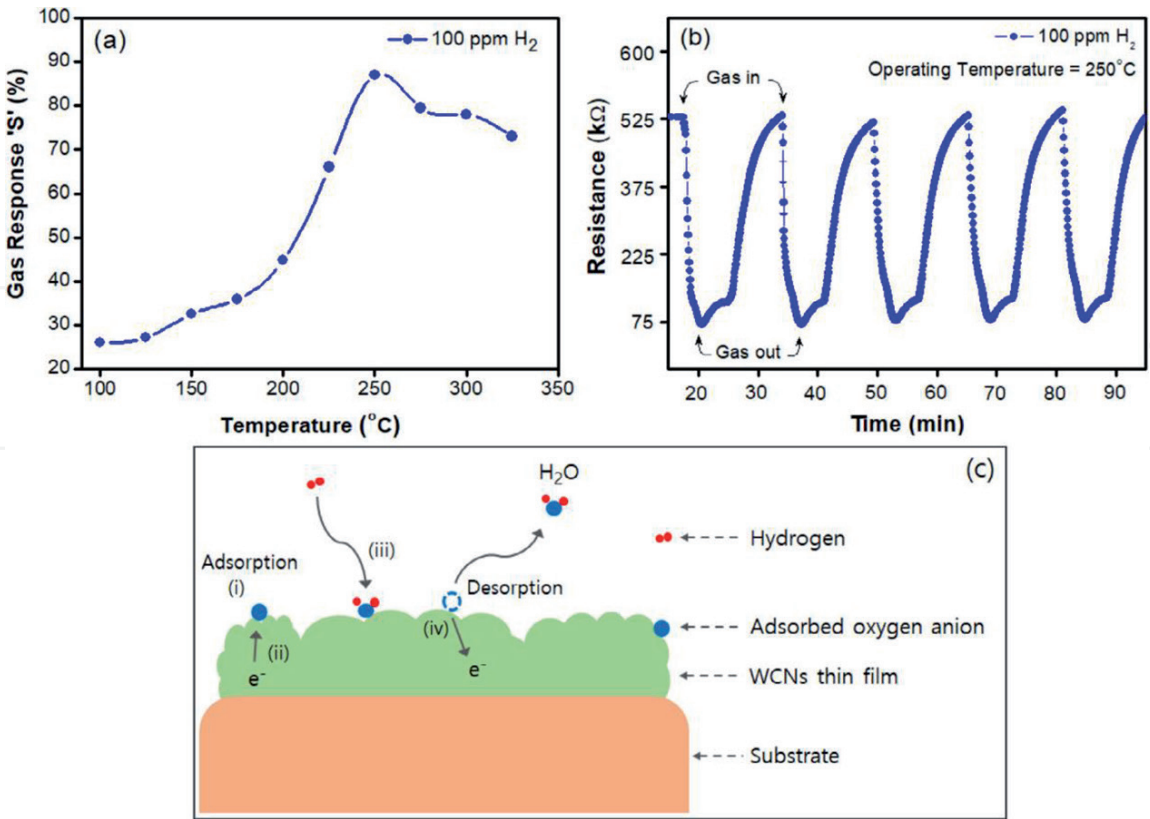 (a)
100 ppm H₂
100
90
80
70
60
50
40
30
20
100 150 200 250 300 350
Gas Response 'S' (%)
Temperature (°C)
(b)
100 ppm H₂
Operating Temperature = 250°C
Gas in
Gas out
600
525
375
225
75
20 30 40 50 60 70 80 90
Resistance (kΩ)
Time (min)
(c)
H₂O
Hydrogen
(iii)
Adsorption
(i)
Desorption
Adsorbed oxygen anion
(ii)
(iv)
e⁻
e⁻
WCNs thin film
Substrate